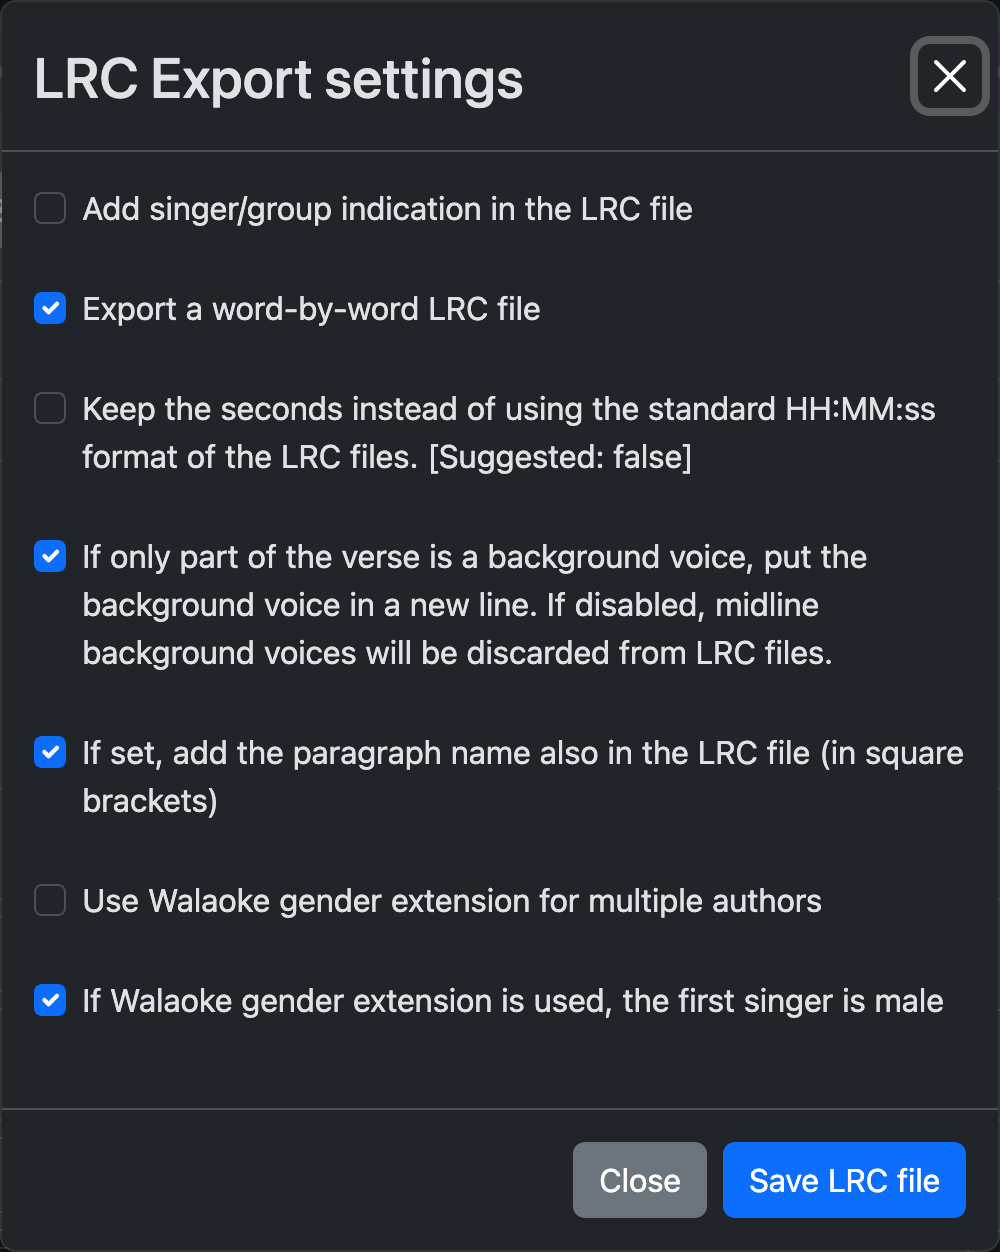 LRC Export settings
Add singer/group indication in the LRC file
Export a word-by-word LRC file
Keep the seconds instead of using the standard HH:MM:ss
format of the LRC files. [Suggested: false]
If only part of the verse is a background voice, put the
background voice in a new line. If disabled, midline
background voices will be discarded from LRC files.
If set, add the paragraph name also in the LRC file (in square
brackets)
Use Walaoke gender extension for multiple authors
If Walaoke gender extension is used, the first singer is male
Close
Save LRC file